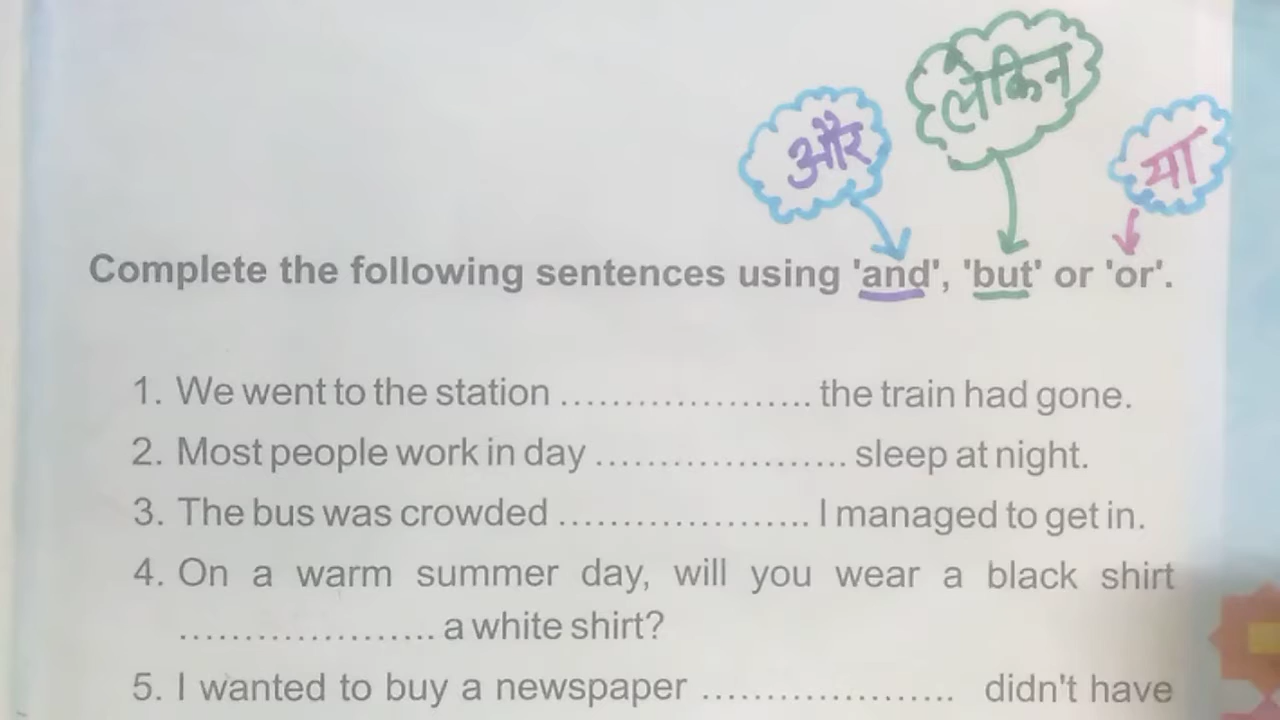 और लेकिन या
Complete the following sentences using 'and', 'but' or 'or'.
1. We went to the station .................... the train had gone.
2. Most people work in day .................... sleep at night.
3. The bus was crowded .................... I managed to get in.
4. On a warm summer day, will you wear a black shirt
.................... a white shirt?
5. I wanted to buy a newspaper .................... didn't have